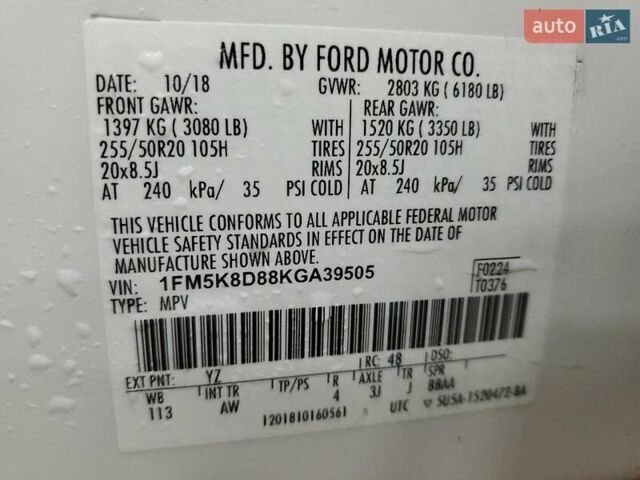 auto RIA
MFD. BY FORD MOTOR CO.
DATE: 10/18 GVWR: 2803 KG ( 6180 LB)
FRONT GAWR: REAR GAWR:
1397 KG ( 3080 LB) WITH 1520 KG ( 3350 LB) WITH
255/50R20 105H TIRES 255/50R20 105H TIRES
20x8.5J RIMS 20x8.5J RIMS
AT 240 kPa/ 35 PSI COLD AT 240 kPa/ 35 PSI COLD
THIS VEHICLE CONFORMS TO ALL APPLICABLE FEDERAL MOTOR
VEHICLE SAFETY STANDARDS IN EFFECT ON THE DATE OF
MANUFACTURE SHOWN ABOVE.
VIN: 1FM5K8D88KGA39505 F0224
TYPE: MPV T0376
EXT PNT: YZ RC: 48 DSO:
WB INT TR TP/PS R AXLE TR SPR
113 AW 4 3J J BBAA
1201810160561 UTC ▽ 5U5A-1520472-BA